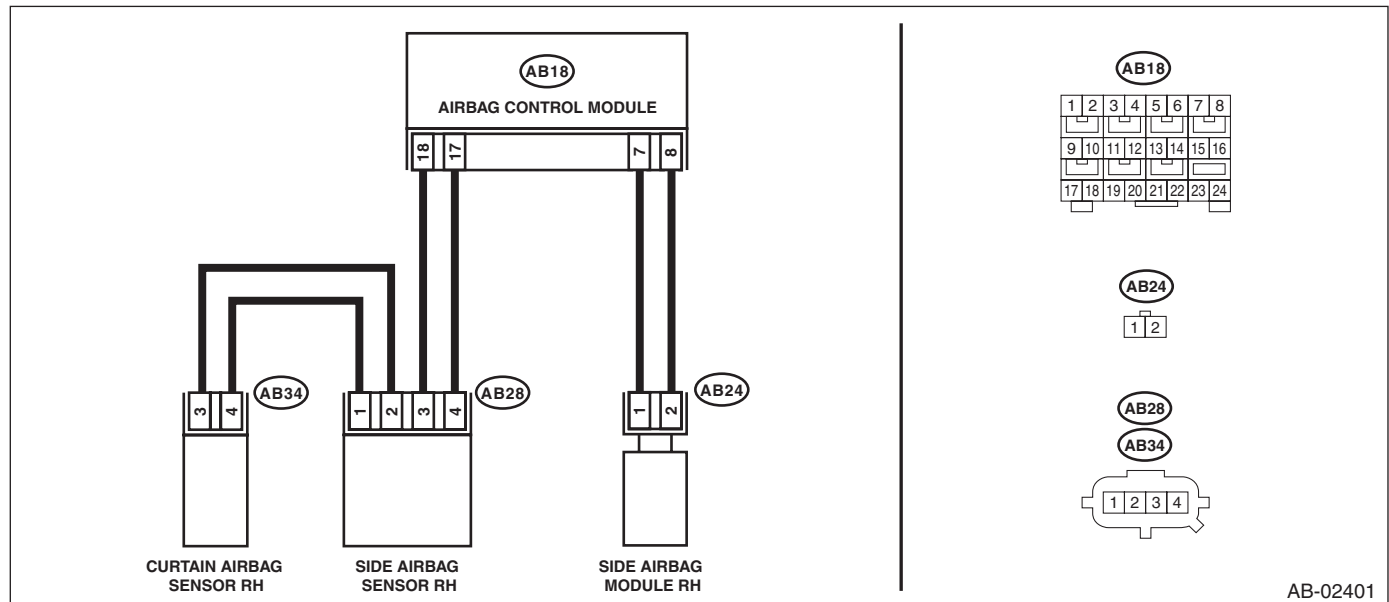 AB18
AIRBAG CONTROL MODULE
18 17 7 8
3 4 AB34 1 2 3 4 AB28 1 2 AB24
CURTAIN AIRBAG
SENSOR RH
SIDE AIRBAG
SENSOR RH
SIDE AIRBAG
MODULE RH
AB18
1 2 3 4 5 6 7 8
9 10 11 12 13 14 15 16
17 18 19 20 21 22 23 24
AB24
1 2
AB28
AB34
1 2 3 4
AB-02401